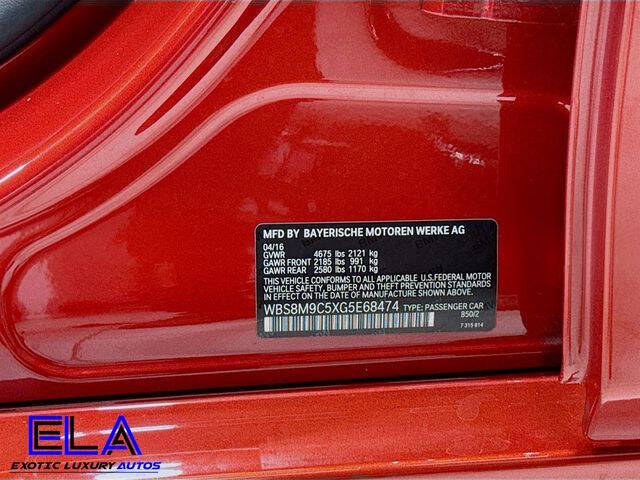 MFD BY BAYERISCHE MOTOREN WERKE AG
04/16
GVWR 4675 lbs 2121 kg
GAWR FRONT 2185 lbs 991 kg
GAWR REAR 2580 lbs 1170 kg
THIS VEHICLE CONFORMS TO ALL APPLICABLE U.S.FEDERAL MOTOR
VEHICLE SAFETY, BUMPER AND THEFT PREVENTION STANDARDS
IN EFFECT ON THE DATE OF MANUFACTURE SHOWN ABOVE.
WBS8M9C5XG5E68474 TYPE: PASSENGER CAR
B50/2
7 315 814
ELA
EXOTIC LUXURY AUTOS